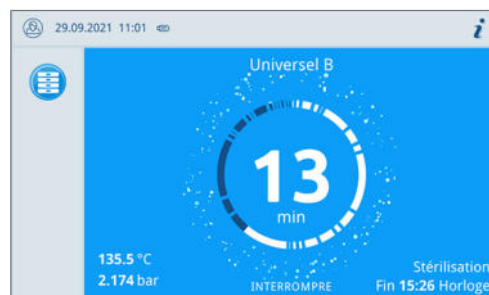 29.09.2021 11:01
i
Universel B
13
min
135.5 °C
2.174 bar
INTERROMPRE
Stérilisation
Fin 15:26 Horloge